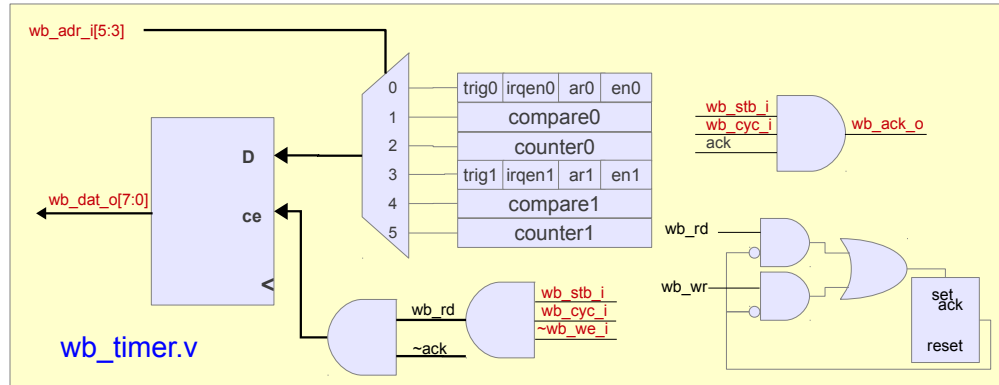 wb_adr_i[5:3]
0
trig0 irqen0 ar0 en0
1
compare0
2
counter0
3
trig1 irqen1 ar1 en1
4
compare1
5
counter1
D
ce
<
wb_dat_o[7:0]
wb_stb_i
wb_cyc_i
ack
wb_ack_o
wb_rd
wb_wr
set
ack
reset
wb_stb_i
wb_cyc_i
~wb_we_i
wb_rd
~ack
wb_timer.v